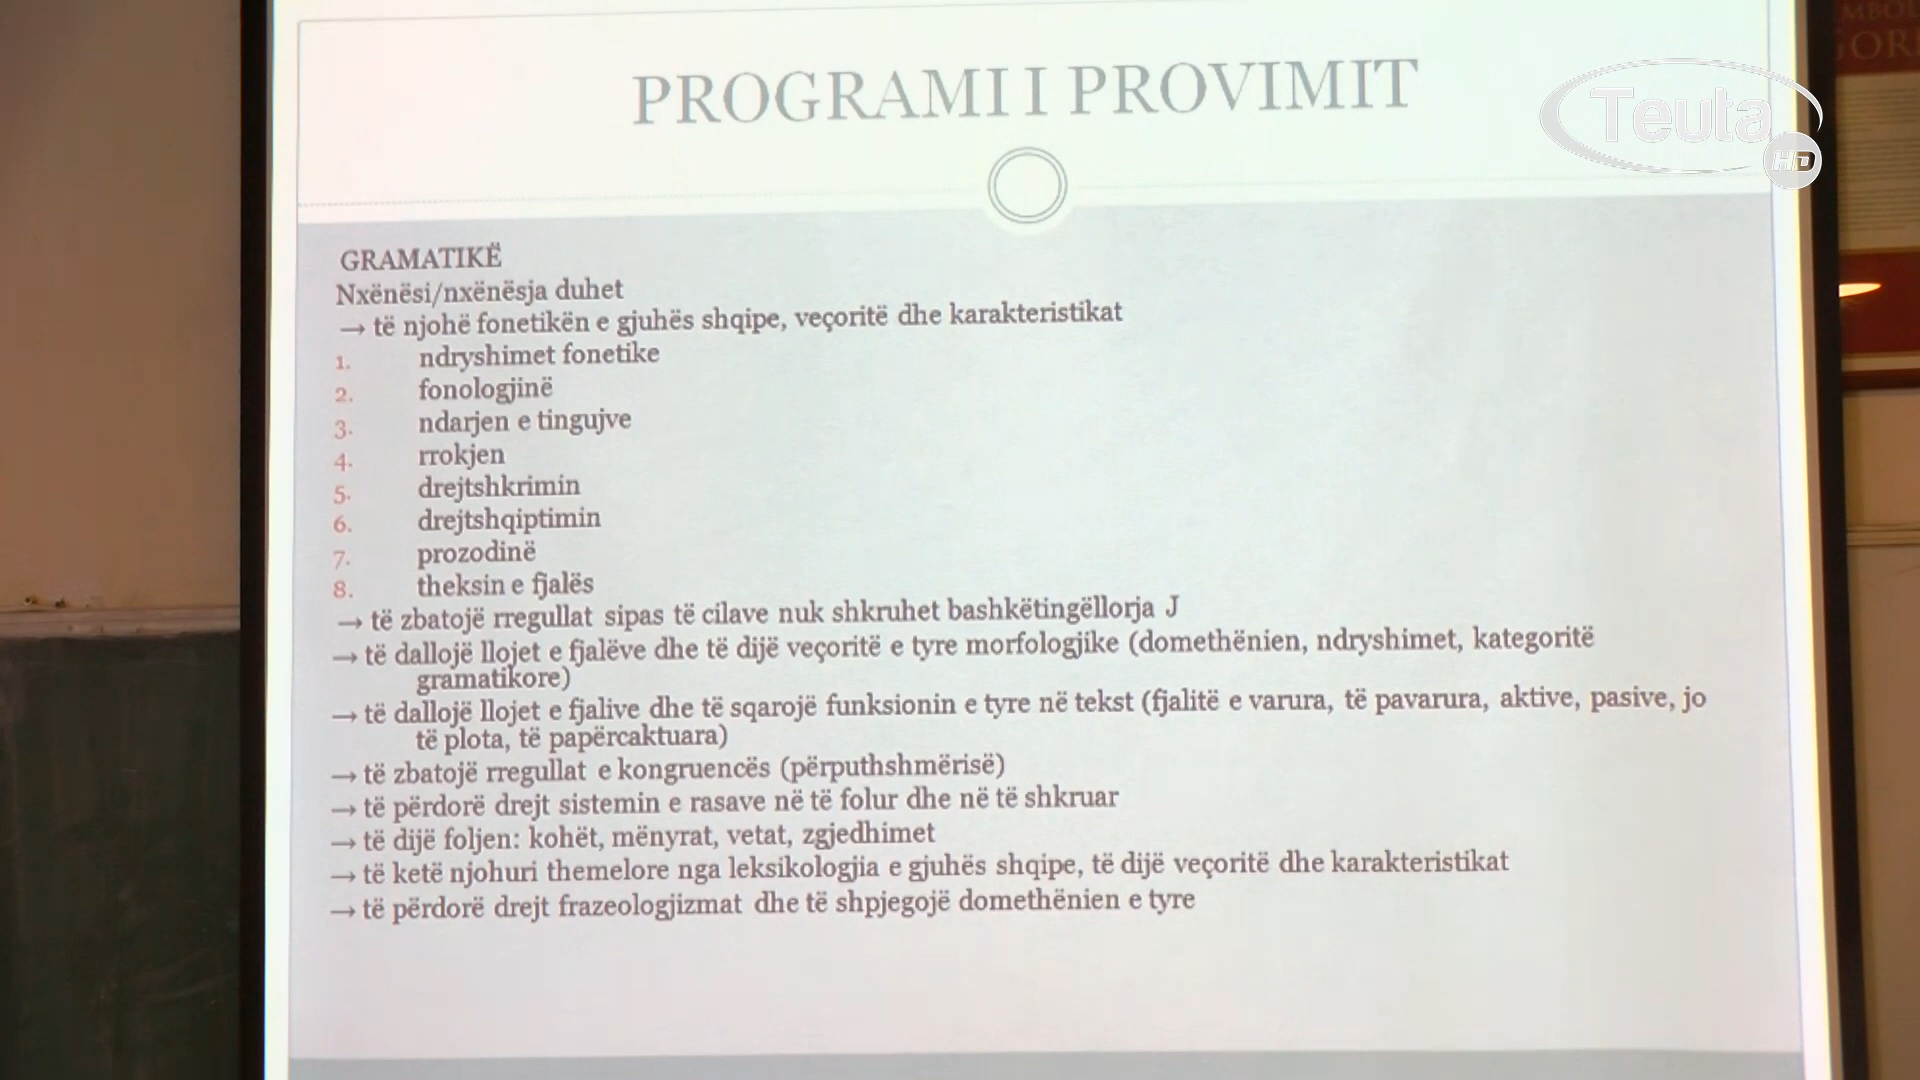 PROGRAMI I PROVIMIT
Teuta
HD
GRAMATIKË
Nxënësi/nxënësja duhet
→ të njohë fonetikën e gjuhës shqipe, veçoritë dhe karakteristikat
1. ndryshimet fonetike
2. fonologjinë
3. ndarjen e tingujve
4. rrokjen
5. drejtshkrimin
6. drejtshqiptimin
7. prozodinë
8. theksin e fjalës
→ të zbatojë rregullat sipas të cilave nuk shkruhet bashkëtingëllorja J
→ të dallojë llojet e fjalëve dhe të dijë veçoritë e tyre morfologjike (domethënien, ndryshimet, kategoritë
gramatikore)
→ të dallojë llojet e fjalive dhe të sqarojë funksionin e tyre në tekst (fjalitë e varura, të pavarura, aktive, pasive, jo
të plota, të papërcaktuara)
→ të zbatojë rregullat e kongruencës (përputhshmërisë)
→ të përdorë drejt sistemin e rasave në të folur dhe në të shkruar
→ të dijë foljen: kohët, mënyrat, vetat, zgjedhimet
→ të ketë njohuri themelore nga leksikologjia e gjuhës shqipe, të dijë veçoritë dhe karakteristikat
→ të përdorë drejt frazeologjizmat dhe të shpjegojë domethënien e tyre